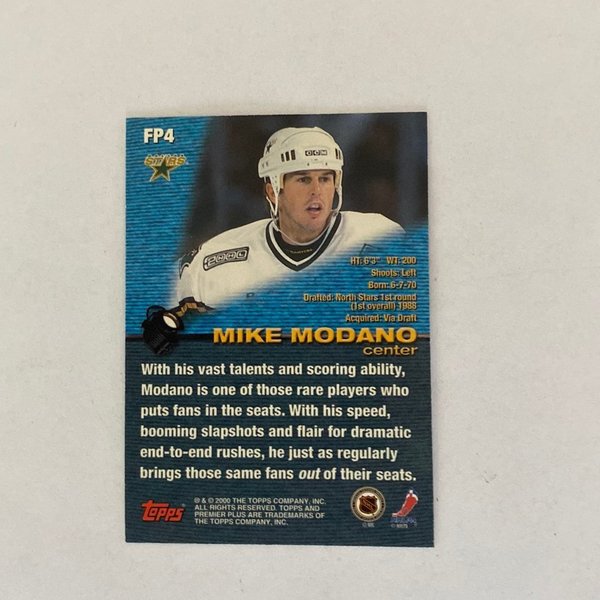 FP4
STARS
CCM
2000
HT: 6'3" WT: 200
Shoots: Left
Born: 6-7-70
Drafted: North Stars 1st round
(1st overall) 1988
Acquired: Via Draft
MIKE MODANO
center
With his vast talents and scoring ability,
Modano is one of those rare players who
puts fans in the seats. With his speed,
booming slapshots and flair for dramatic
end-to-end rushes, he just as regularly
brings those same fans out of their seats.
Topps
® & © 2000 THE TOPPS COMPANY, INC.
ALL RIGHTS RESERVED. TOPPS AND
PREMIER PLUS ARE TRADEMARKS OF
THE TOPPS COMPANY, INC.